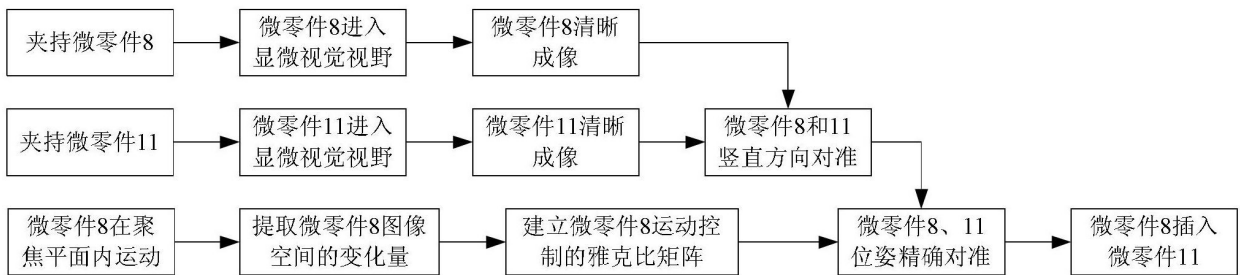 夹持微零件8
微零件8进入
显微视觉视野
微零件8清晰
成像
夹持微零件11
微零件11进入
显微视觉视野
微零件11清晰
成像
微零件8和11
竖直方向对准
微零件8在聚
焦平面内运动
提取微零件8图像
空间的变化量
建立微零件8运动控
制的雅克比矩阵
微零件8、11
位姿精确对准
微零件8插入
微零件11